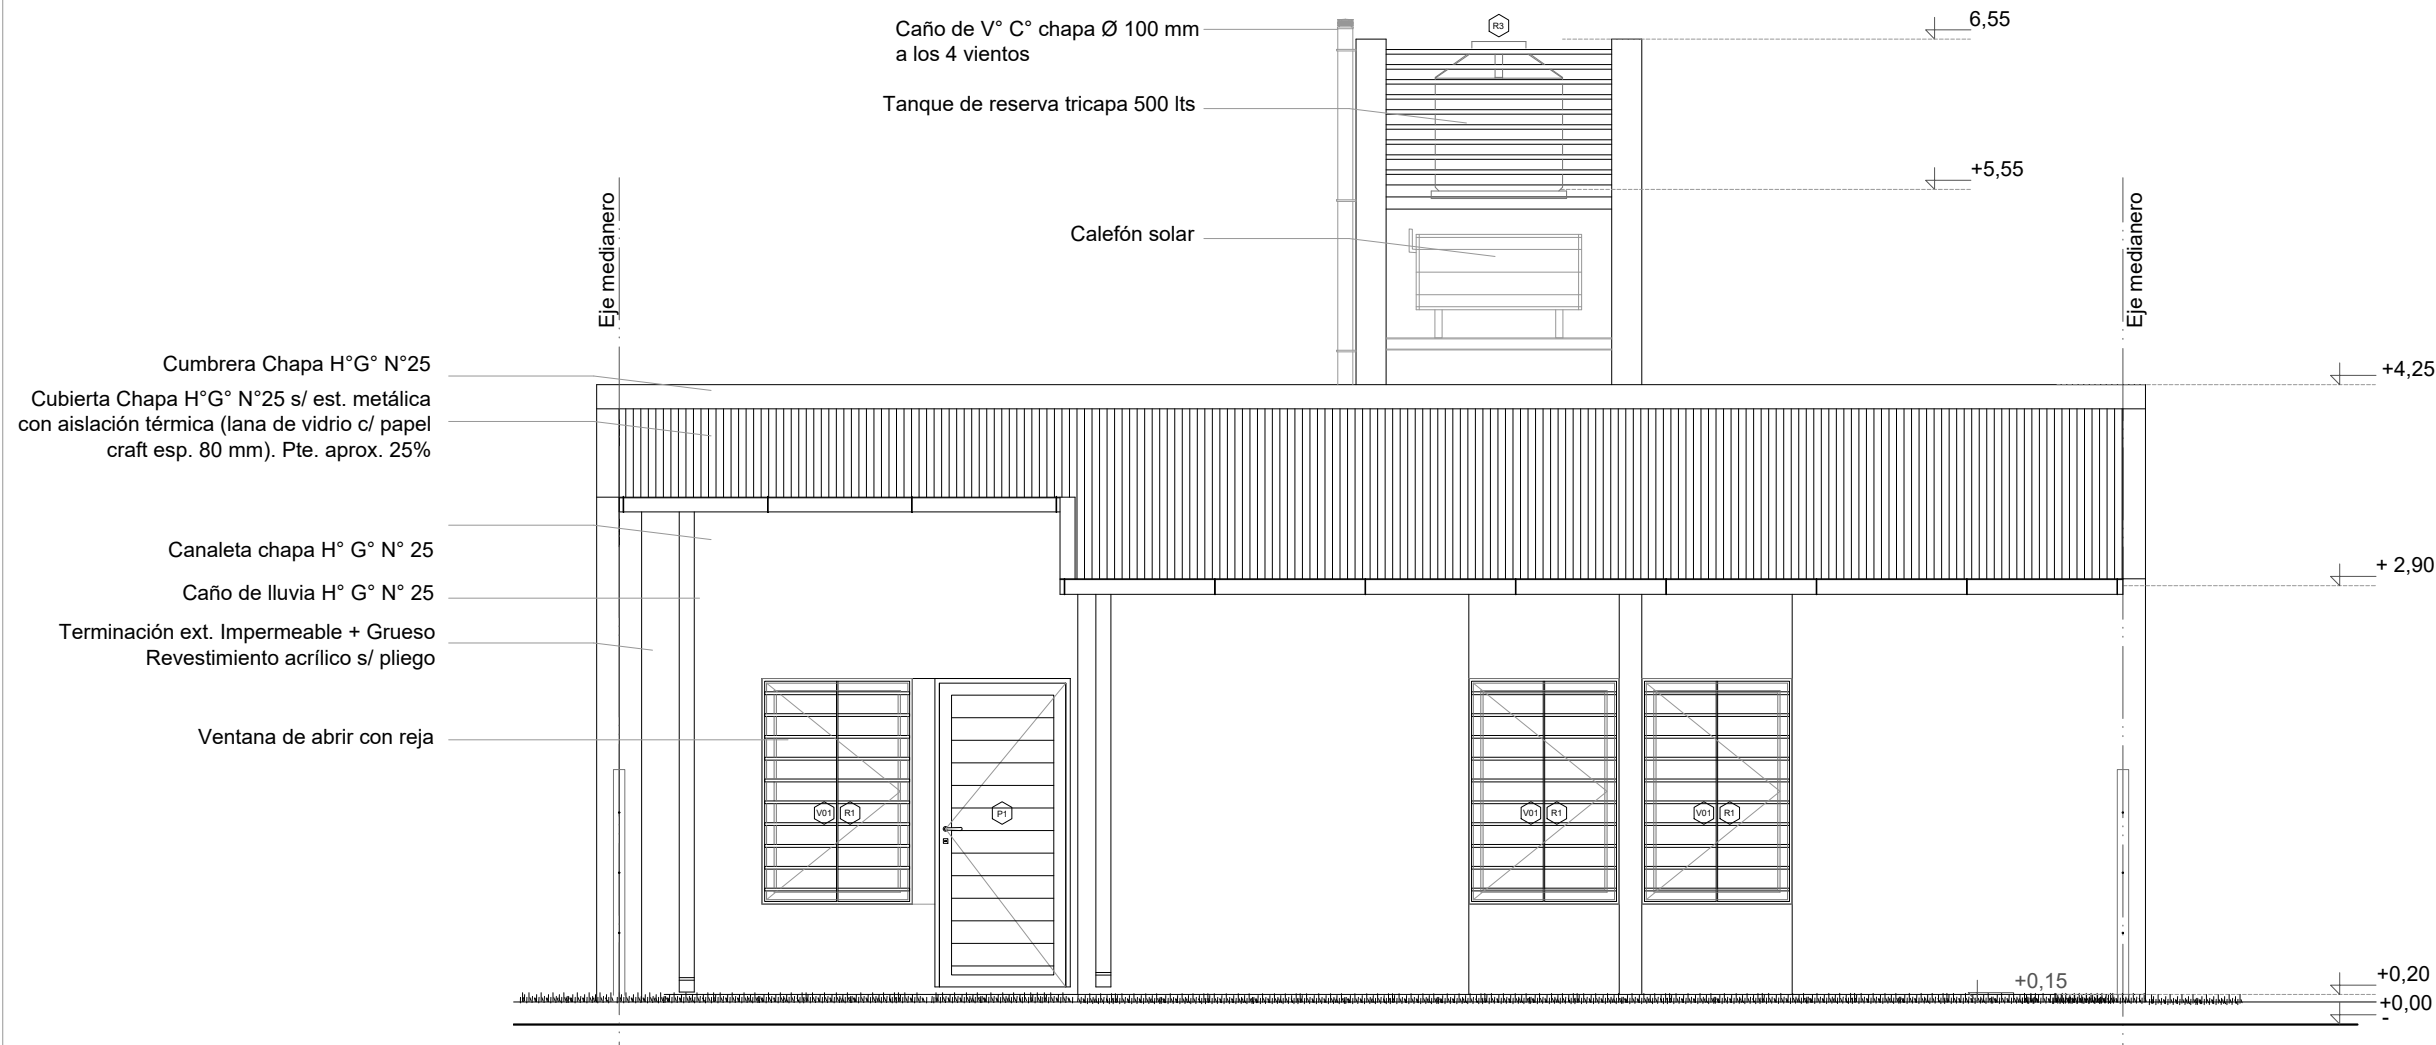 Caño de V° C° chapa Ø 100 mm
a los 4 vientos
R3
6,55
Tanque de reserva tricapa 500 lts
+5,55
Calefón solar
Eje medianero
Eje medianero
Cumbrera Chapa H°G° N°25
+4,25
Cubierta Chapa H°G° N°25 s/ est. metálica
con aislación térmica (lana de vidrio c/ papel
craft esp. 80 mm). Pte. aprox. 25%
Canaleta chapa H° G° N° 25
+ 2,90
Caño de lluvia H° G° N° 25
Terminación ext. Impermeable + Grueso
Revestimiento acrílico s/ pliego
Ventana de abrir con reja
V01 R1
P1
V01 R1
V01 R1
+0,15
+0,20
+0,00
-